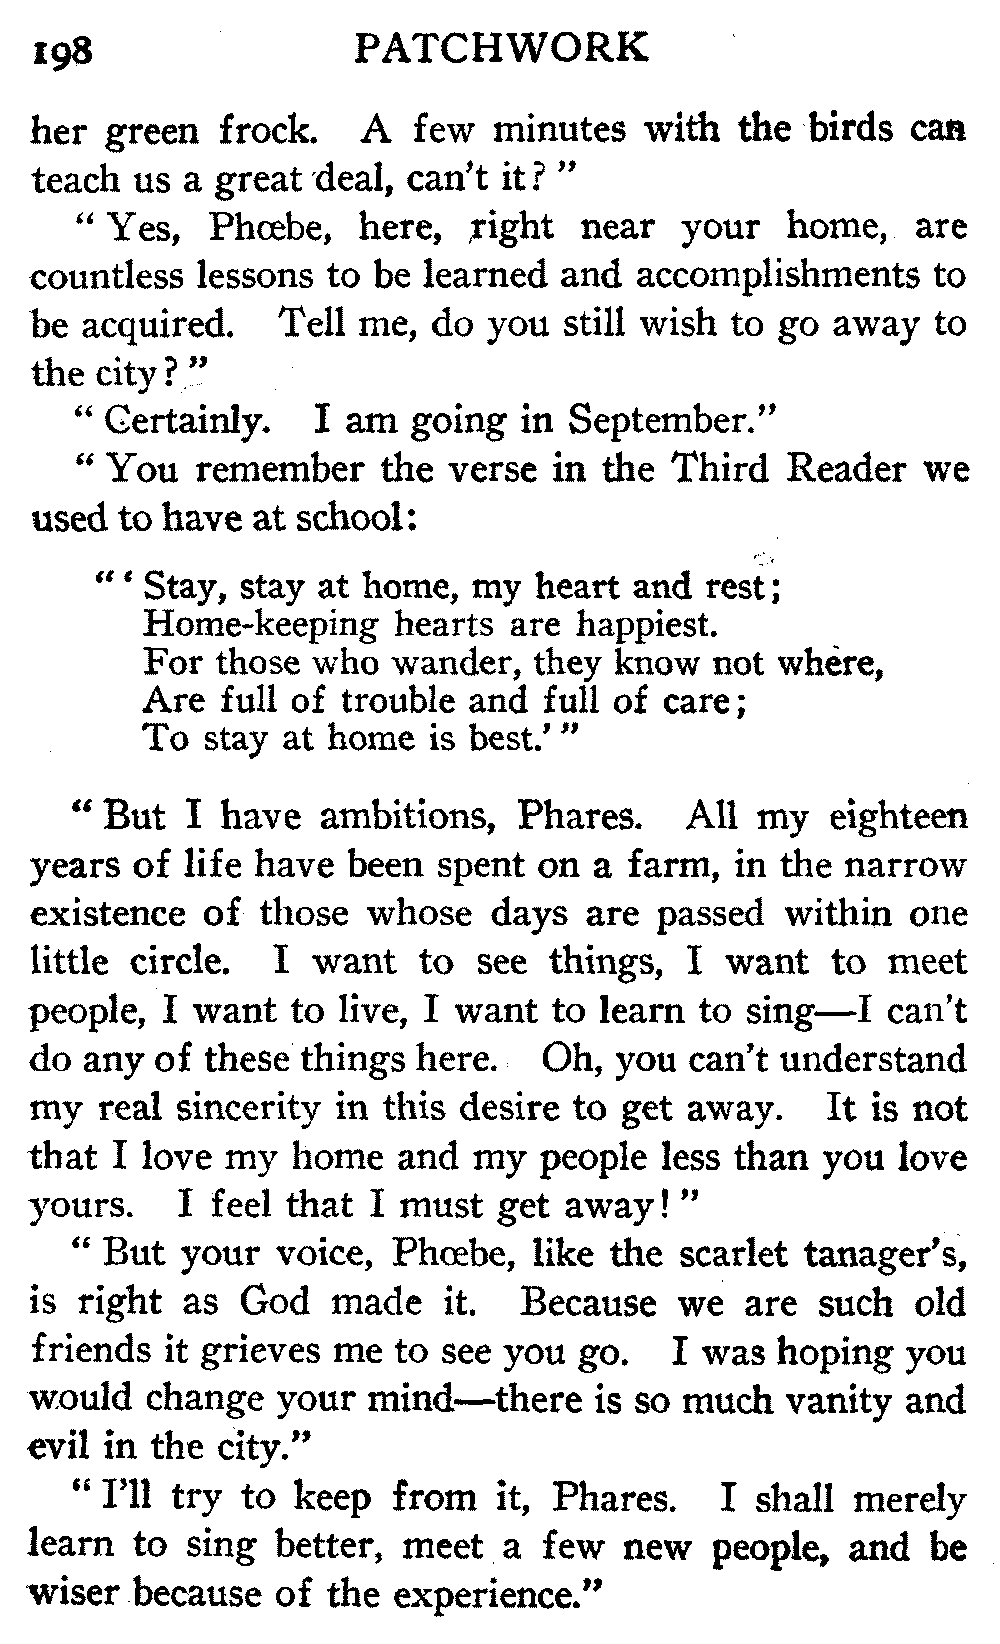 198 PATCHWORK
her green frock. A few minutes with the birds can
teach us a great deal, can't it?"
"Yes, Phœbe, here, right near your home, are
countless lessons to be learned and accomplishments to
be acquired. Tell me, do you still wish to go away to
the city?"
"Certainly. I am going in September."
"You remember the verse in the Third Reader we
used to have at school:
"'Stay, stay at home, my heart and rest;
Home-keeping hearts are happiest.
For those who wander, they know not where,
Are full of trouble and full of care;
To stay at home is best.'"
"But I have ambitions, Phares. All my eighteen
years of life have been spent on a farm, in the narrow
existence of those whose days are passed within one
little circle. I want to see things, I want to meet
people, I want to live, I want to learn to sing—I can't
do any of these things here. Oh, you can't understand
my real sincerity in this desire to get away. It is not
that I love my home and my people less than you love
yours. I feel that I must get away!"
"But your voice, Phœbe, like the scarlet tanager's,
is right as God made it. Because we are such old
friends it grieves me to see you go. I was hoping you
would change your mind—there is so much vanity and
evil in the city."
"I'll try to keep from it, Phares. I shall merely
learn to sing better, meet a few new people, and be
wiser because of the experience."